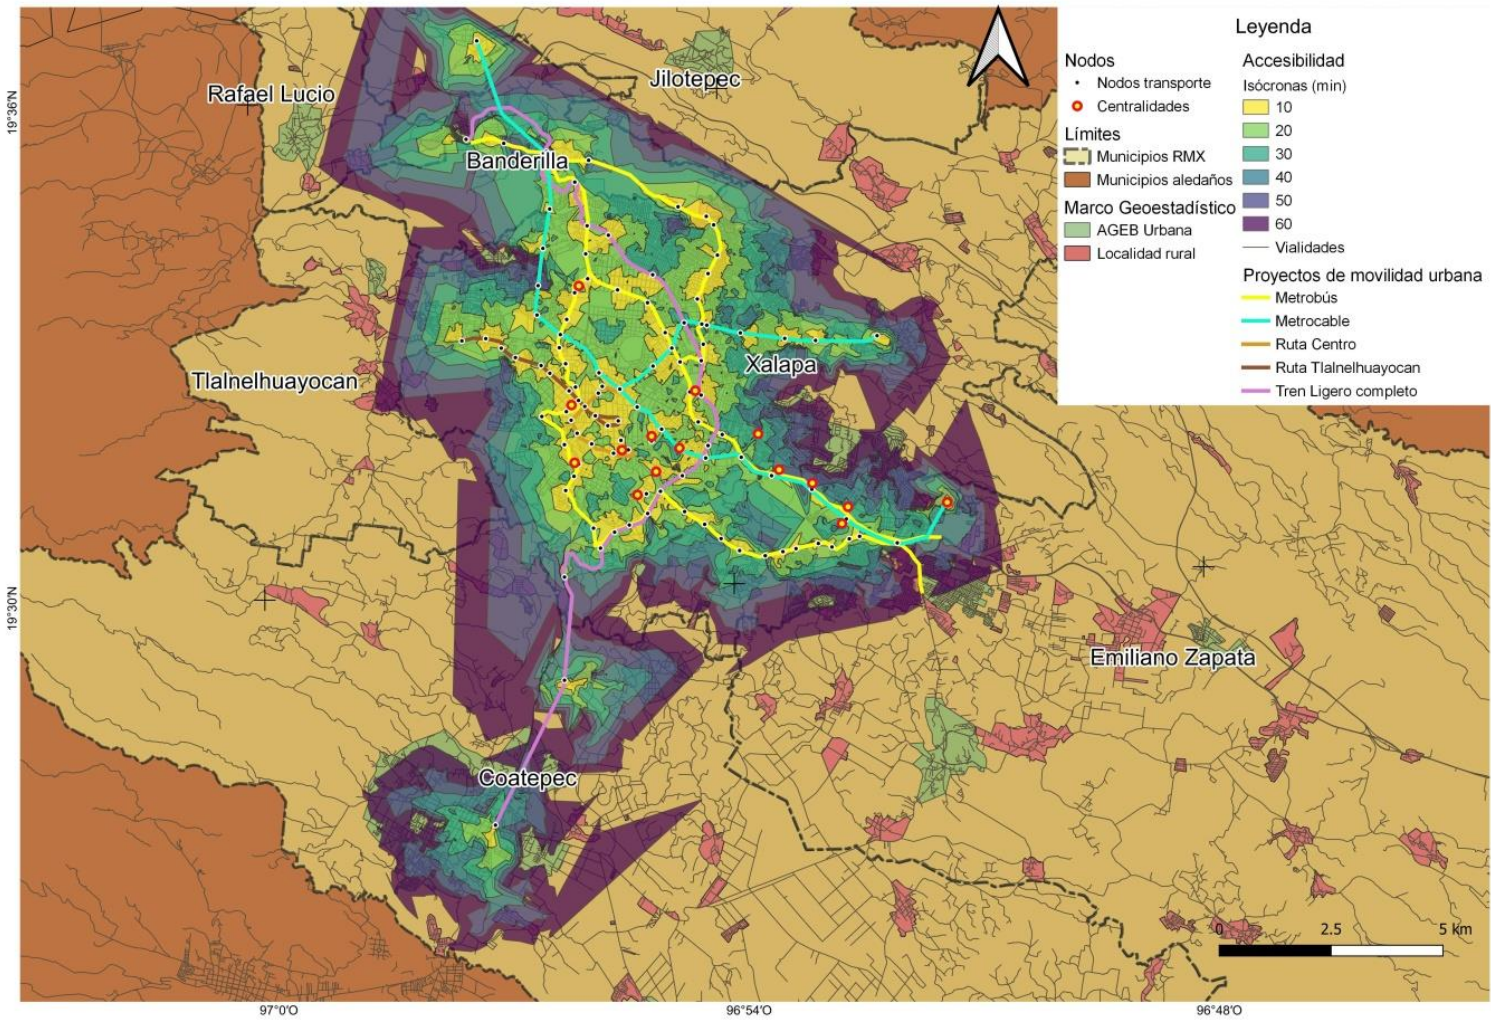 Leyenda
Nodos
Nodos transporte
Centralidades
Límites
Municipios RMX
Municipios aledaños
Marco Geoestadístico
AGEB Urbana
Localidad rural
Accesibilidad
Isócronas (min)
10
20
30
40
50
60
Vialidades
Proyectos de movilidad urbana
Metrobús
Metrocable
Ruta Centro
Ruta Tlalnelhuayocan
Tren Ligero completo
Rafael Lucio
Jilotepec
Banderilla
Xalapa
Tlalnelhuayocan
Emiliano Zapata
Coatepec
19°36'N
19°30'N
0 2.5 5 km
97°0'O 96°54'O 96°48'O